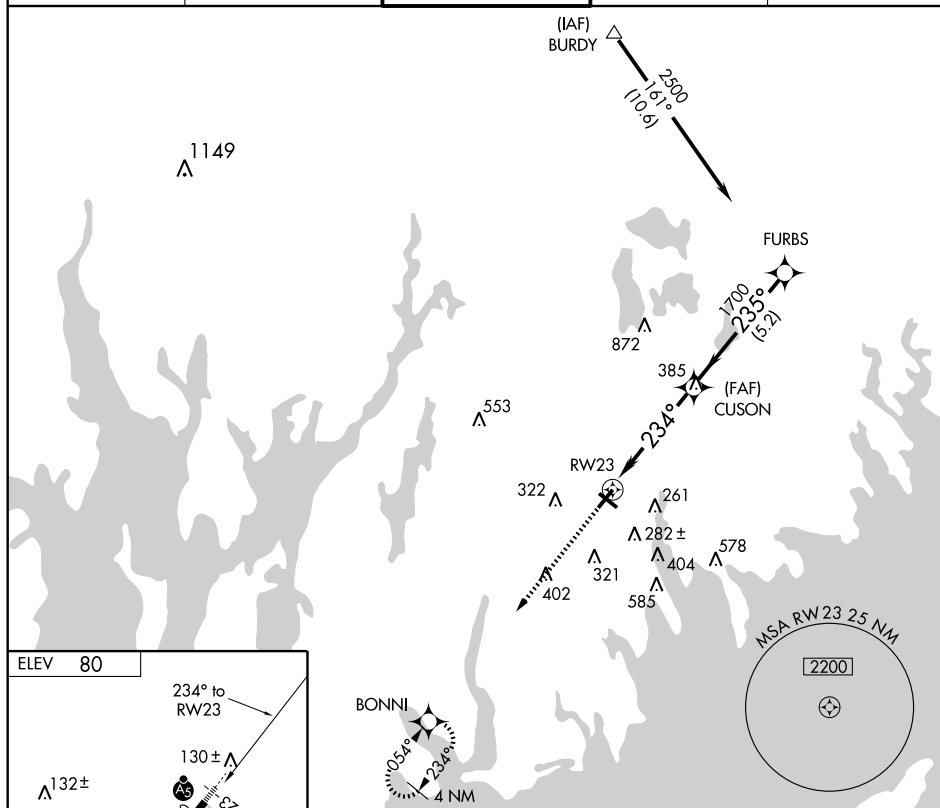 (IAF)
BURDY
2500
161°
(10.6)
1149
FURBS
1700
235°
(5.2)
872
385
(FAF)
CUSON
553
234°
RW23
322
261
282 ±
578
404
321
402
585
MSA RW23 25 NM
2200
ELEV 80
234° to
RW23
BONNI
054°
234°
4 NM
130 ±
132 ±
A5
23